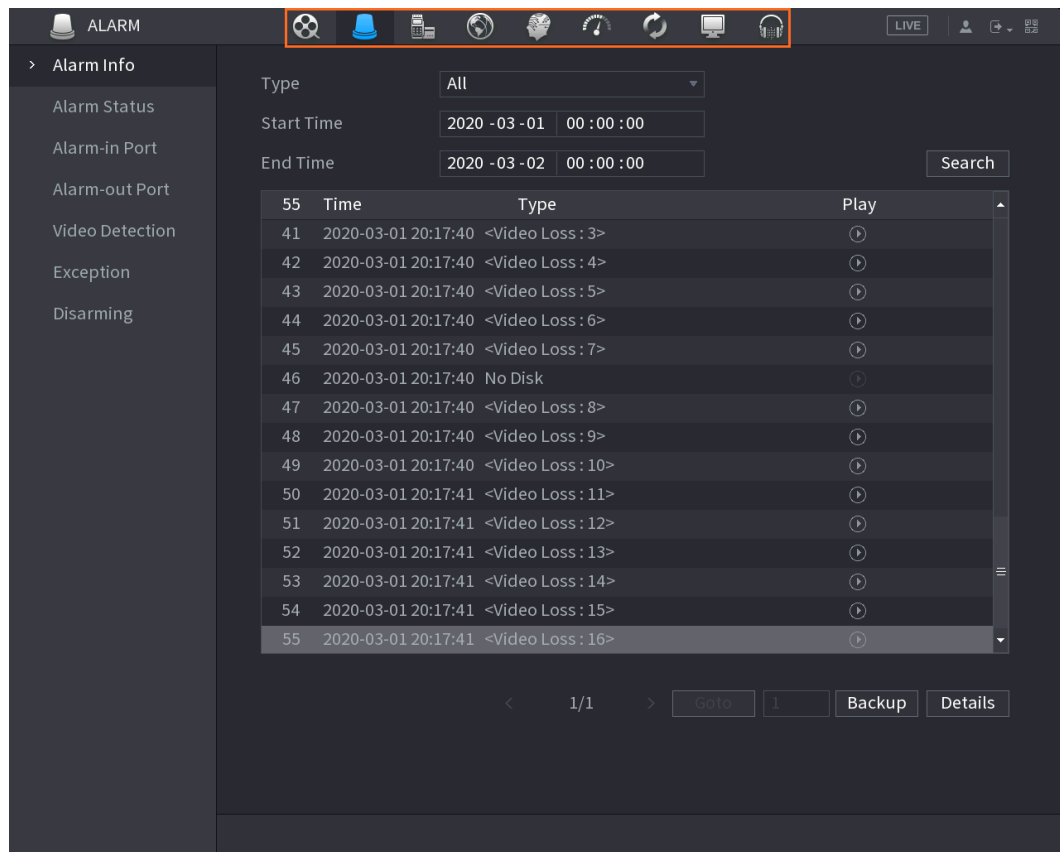 ALARM LIVE
Alarm Info
Alarm Status
Alarm-in Port
Alarm-out Port
Video Detection
Exception
Disarming
Type All
Start Time 2020 -03 -01 00 : 00 : 00
End Time 2020 -03 -02 00 : 00 : 00 Search
55 Time Type Play
41 2020-03-01 20:17:40 <Video Loss : 3>
42 2020-03-01 20:17:40 <Video Loss : 4>
43 2020-03-01 20:17:40 <Video Loss : 5>
44 2020-03-01 20:17:40 <Video Loss : 6>
45 2020-03-01 20:17:40 <Video Loss : 7>
46 2020-03-01 20:17:40 No Disk
47 2020-03-01 20:17:40 <Video Loss : 8>
48 2020-03-01 20:17:40 <Video Loss : 9>
49 2020-03-01 20:17:40 <Video Loss : 10>
50 2020-03-01 20:17:41 <Video Loss : 11>
51 2020-03-01 20:17:41 <Video Loss : 12>
52 2020-03-01 20:17:41 <Video Loss : 13>
53 2020-03-01 20:17:41 <Video Loss : 14>
54 2020-03-01 20:17:41 <Video Loss : 15>
55 2020-03-01 20:17:41 <Video Loss : 16>
< 1/1 > Goto 1 Backup Details